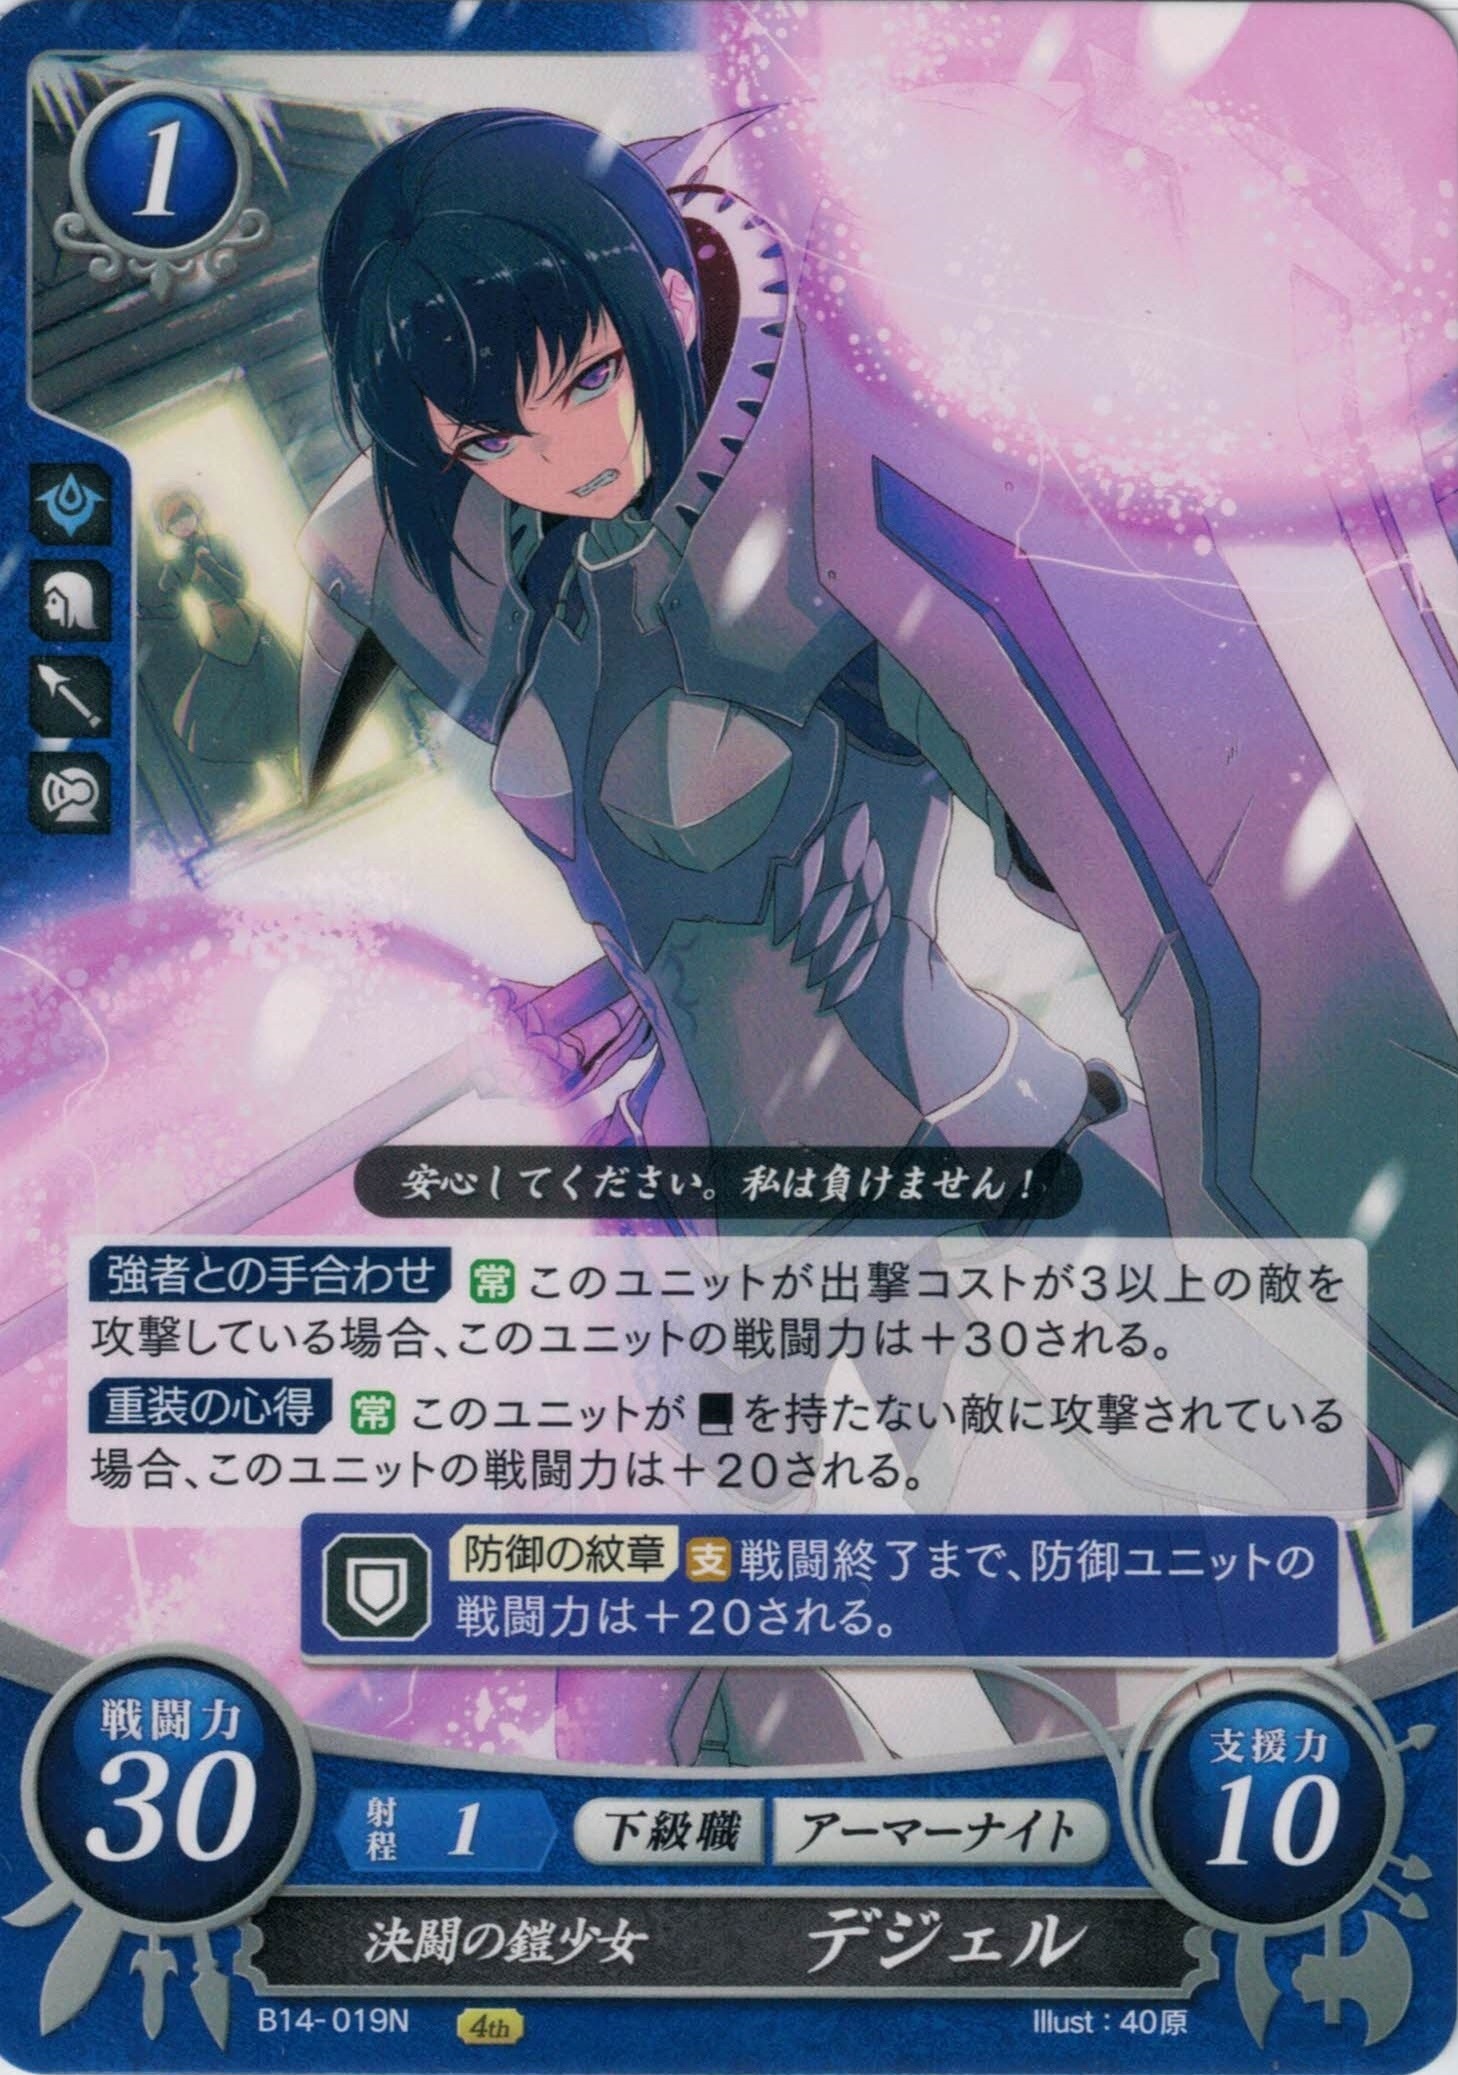 1
安心してください。私は負けません！
強者との手合わせ 常 このユニットが出撃コストが3以上の敵を
攻撃している場合、このユニットの戦闘力は＋30される。
重装の心得 常 このユニットが を持たない敵に攻撃されている
場合、このユニットの戦闘力は＋20される。
防御の紋章 支 戦闘終了まで、防御ユニットの
戦闘力は＋20される。
戦闘力
30
射程 1
下級職 アーマーナイト
支援力
10
決闘の鎧少女 デジェル
B14-019N 4th Illust：40原